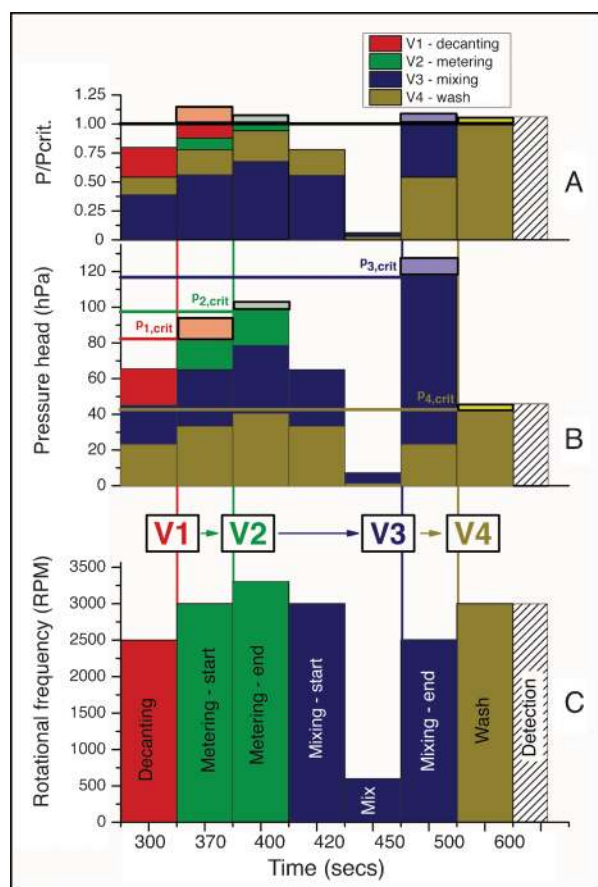 V1 - decanting
V2 - metering
V3 - mixing
V4 - wash
P/Pcrit.
1.25
1.00
0.75
0.50
0.25
0
A
Pressure head (hPa)
120
100
80
60
40
20
0
P3,crit
P2,crit
P1,crit
P4,crit
B
V1 V2 V3 V4
Rotational frequency (RPM)
3500
3000
2500
2000
1500
1000
500
0
Decanting
Metering - start
Metering - end
Mixing - start
Mix
Mixing - end
Wash
Detection
C
300 370 400 420 450 500 600
Time (secs)